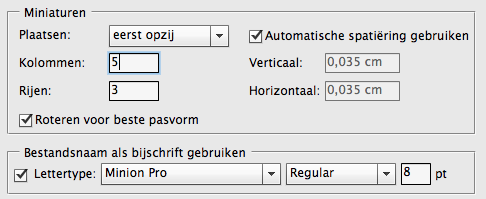 Miniaturen
Plaatsen: eerst opzij Automatische spatiëring gebruiken
Kolommen: 5 Verticaal: 0,035 cm
Rijen: 3 Horizontaal: 0,035 cm
Roteren voor beste pasvorm
Bestandsnaam als bijschrift gebruiken
Lettertype: Minion Pro Regular 8 pt